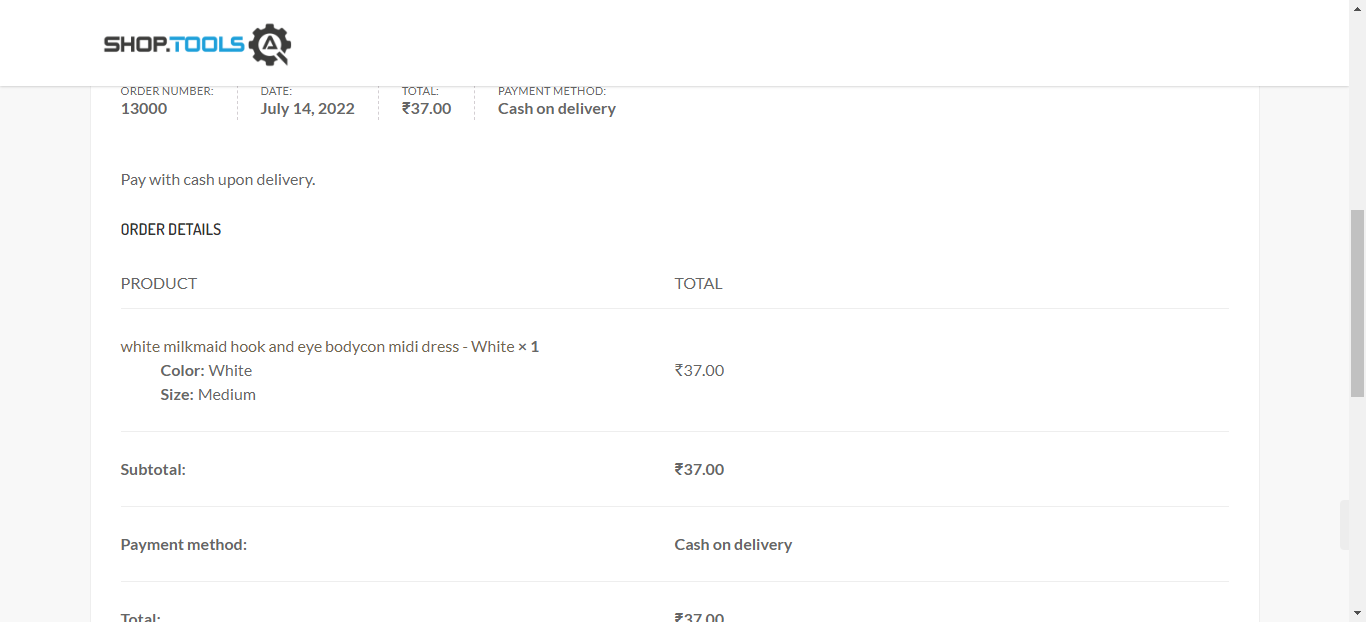 SHOP.TOOLS
ORDER NUMBER: DATE: TOTAL: PAYMENT METHOD:
13000 July 14, 2022 ₹37.00 Cash on delivery
Pay with cash upon delivery.
ORDER DETAILS
PRODUCT TOTAL
white milkmaid hook and eye bodycon midi dress - White × 1
Color: White ₹37.00
Size: Medium
Subtotal: ₹37.00
Payment method: Cash on delivery
Total: ₹37.00